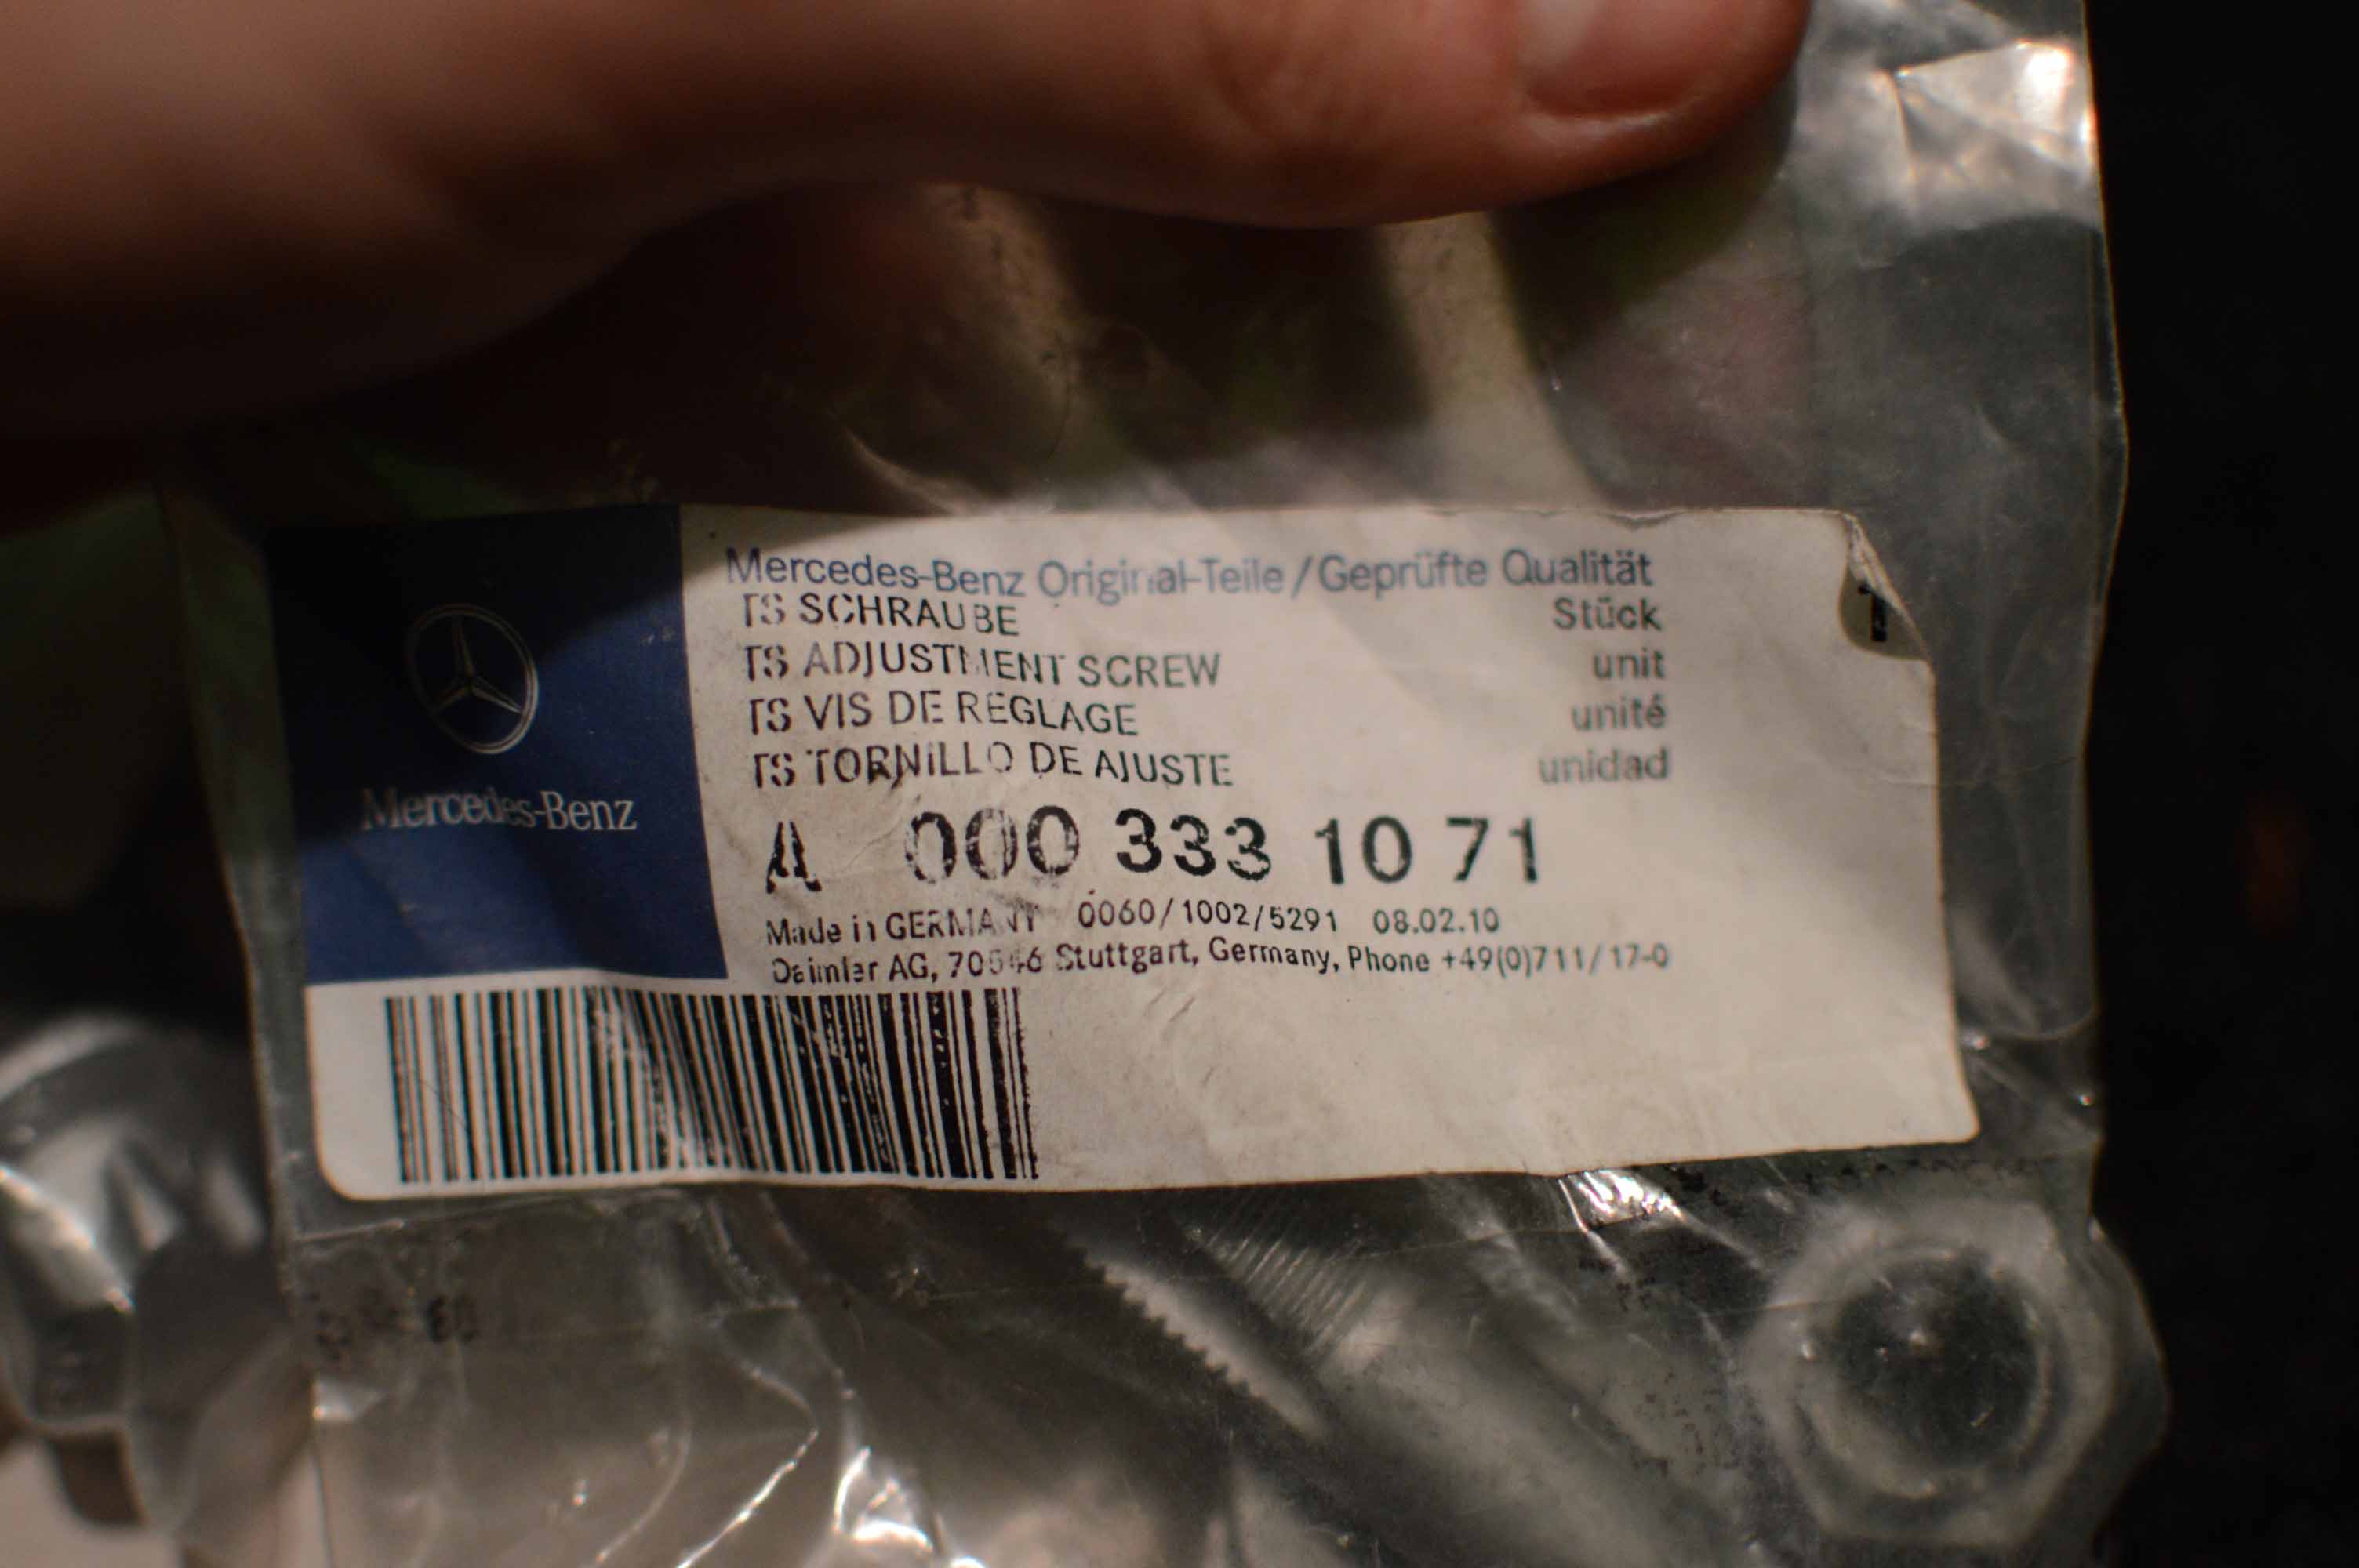 Mercedes-Benz
Mercedes-Benz Original-Teile/Geprüfte Qualität
TS SCHRAUBE Stück 1
TS ADJUSTMENT SCREW unit
TS VIS DE REGLAGE unité
TS TORNILLO DE AJUSTE unidad
A 000 333 10 71
Made in GERMANY 0060/1002/5291 08.02.10
Daimler AG, 70546 Stuttgart, Germany, Phone +49(0)711/17-0